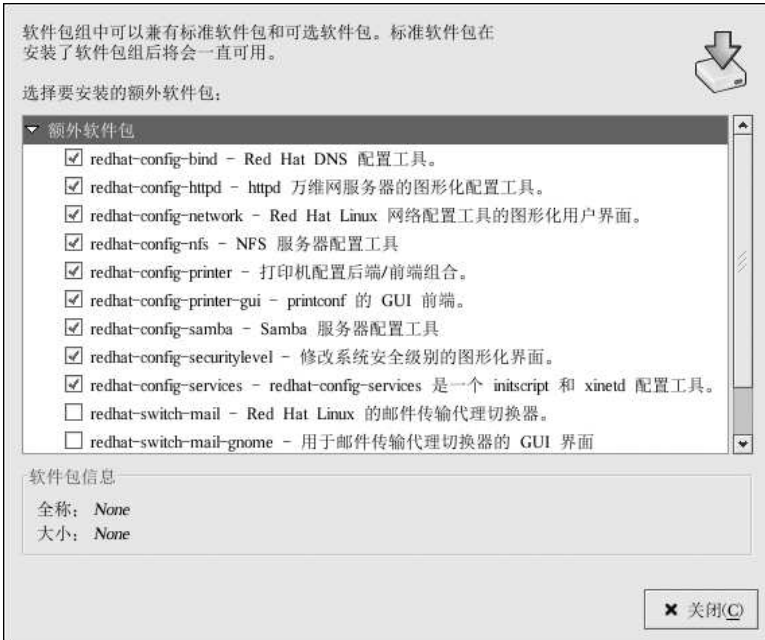 软件包组中可以兼有标准软件包和可选软件包。标准软件包在
安装了软件包组后将会一直可用。
选择要安装的额外软件包:
额外软件包
redhat-config-bind - Red Hat DNS 配置工具。
redhat-config-httpd - httpd 万维网服务器的图形化配置工具。
redhat-config-network - Red Hat Linux 网络配置工具的图形化用户界面。
redhat-config-nfs - NFS 服务器配置工具
redhat-config-printer - 打印机配置后端/前端组合。
redhat-config-printer-gui - printconf 的 GUI 前端。
redhat-config-samba - Samba 服务器配置工具
redhat-config-securitylevel - 修改系统安全级别的图形化界面。
redhat-config-services - redhat-config-services 是一个 initscript 和 xinetd 配置工具。
redhat-switch-mail - Red Hat Linux 的邮件传输代理切换器。
redhat-switch-mail-gnome - 用于邮件传输代理切换器的 GUI 界面
软件包信息
全称: None
大小: None
关闭(C)